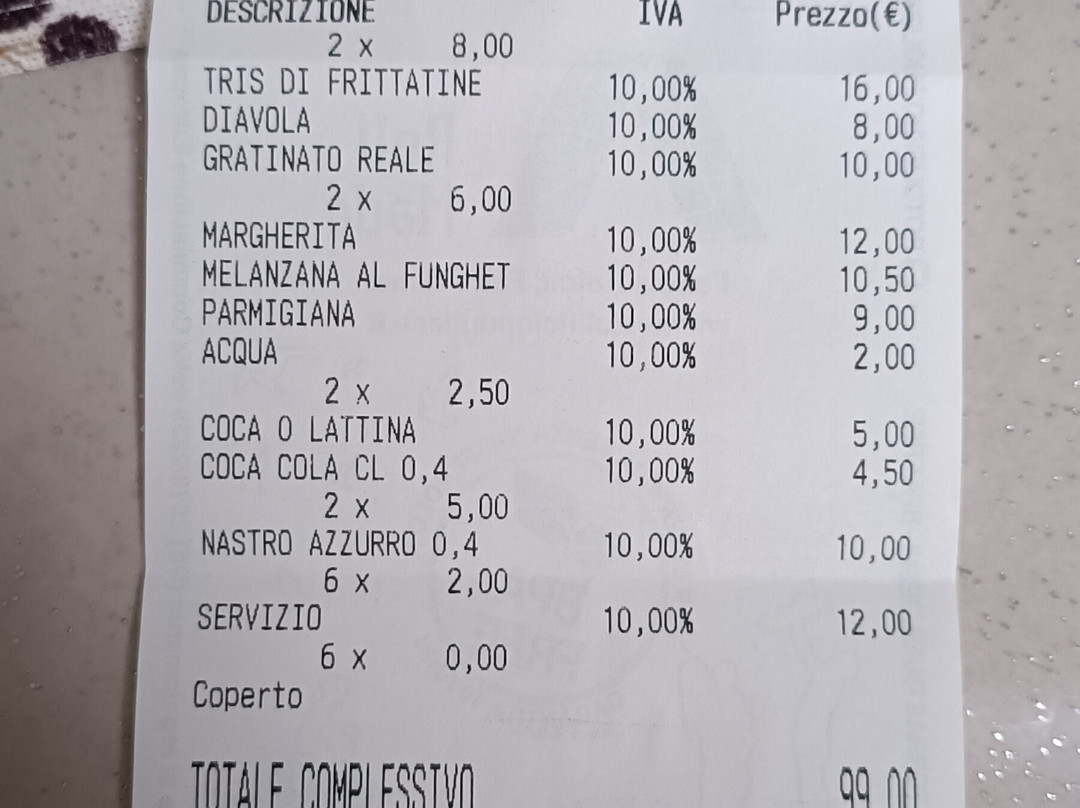 DESCRIZIONE IVA Prezzo(€)
2 x 8,00
TRIS DI FRITTATINE 10,00% 16,00
DIAVOLA 10,00% 8,00
GRATINATO REALE 10,00% 10,00
2 x 6,00
MARGHERITA 10,00% 12,00
MELANZANA AL FUNGHET 10,00% 10,50
PARMIGIANA 10,00% 9,00
ACQUA 10,00% 2,00
2 x 2,50
COCA O LATTINA 10,00% 5,00
COCA COLA CL 0,4 10,00% 4,50
2 x 5,00
NASTRO AZZURRO 0,4 10,00% 10,00
6 x 2,00
SERVIZIO 10,00% 12,00
6 x 0,00
Coperto
TOTALE COMPLESSIVO 99,00